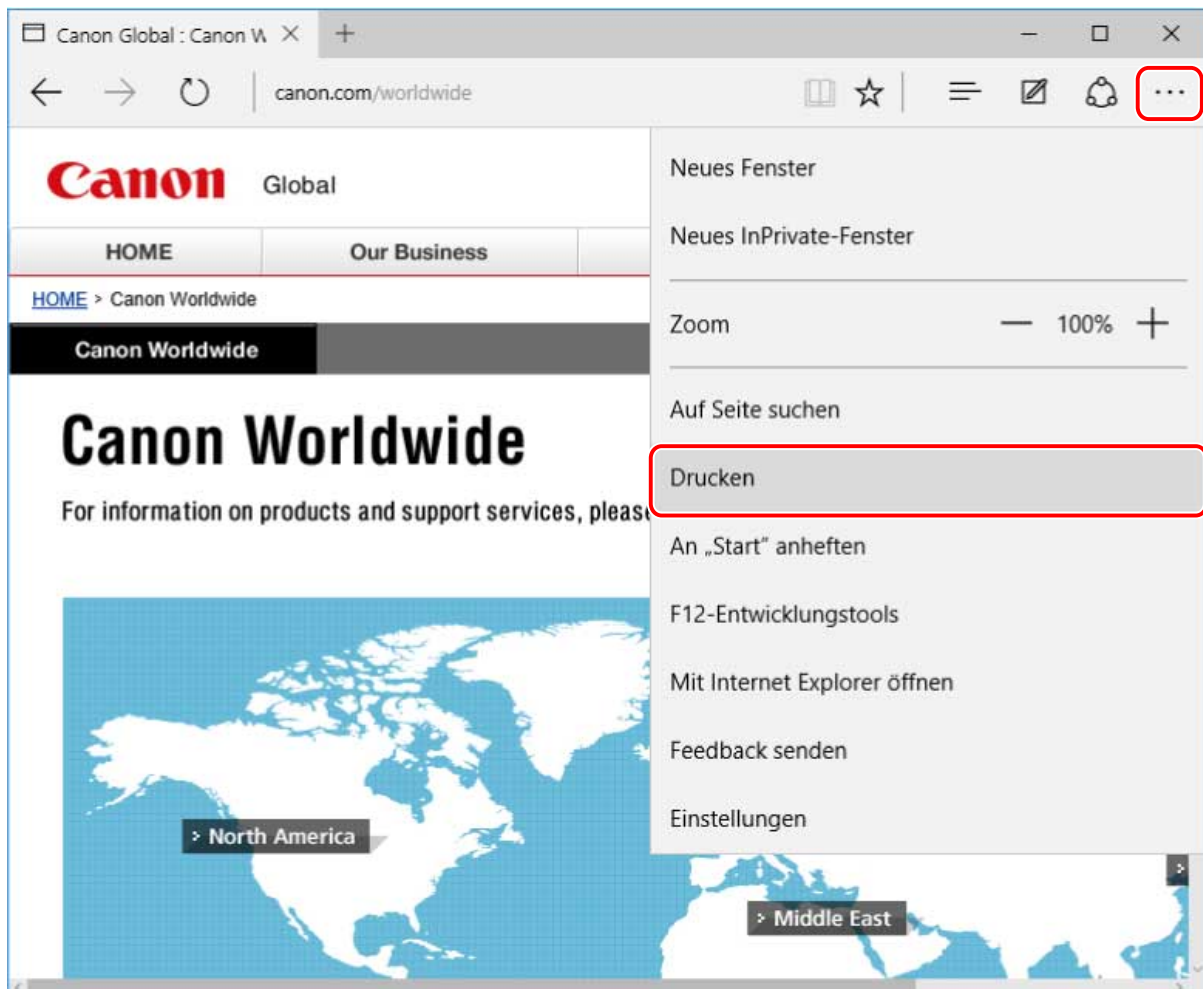 Canon Global : Canon W
canon.com/worldwide
Canon Global
HOME Our Business
HOME > Canon Worldwide
Canon Worldwide
Canon Worldwide
For information on products and support services, please
> North America
> Middle East
Neues Fenster
Neues InPrivate-Fenster
Zoom 100%
Auf Seite suchen
Drucken
An „Start" anheften
F12-Entwicklungstools
Mit Internet Explorer öffnen
Feedback senden
Einstellungen